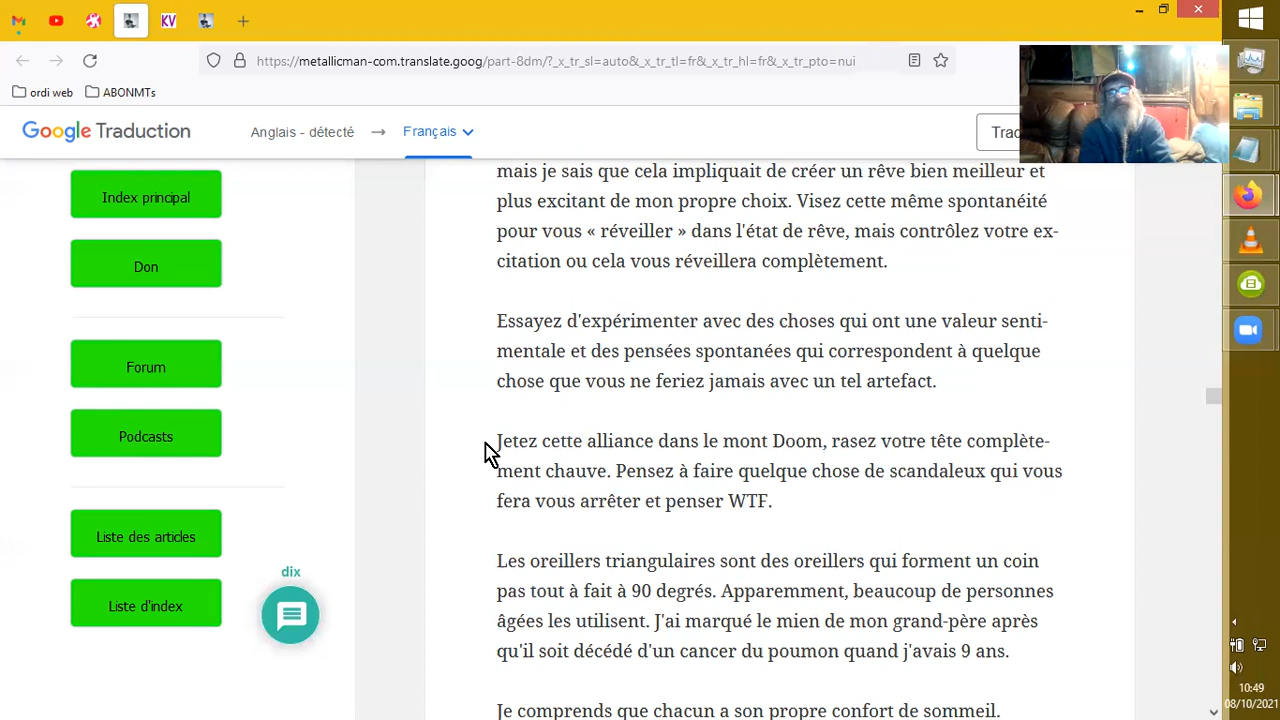 KV
https://metallicman-com.translate.goog/part-8dm/?_x_tr_sl=auto&_x_tr_tl=fr&_x_tr_hl=fr&_x_tr_pto=nui
ordi web
ABONMTs
Google Traduction
Anglais - détecté
Français
Trad
Index principal
Don
Forum
Podcasts
Liste des articles
Liste d'index
dix
mais je sais que cela impliquait de créer un rêve bien meilleur et
plus excitant de mon propre choix. Visez cette même spontanéité
pour vous « réveiller » dans l'état de rêve, mais contrôlez votre ex-
citation ou cela vous réveillera complètement.
Essayez d'expérimenter avec des choses qui ont une valeur senti-
mentale et des pensées spontanées qui correspondent à quelque
chose que vous ne feriez jamais avec un tel artefact.
Jetez cette alliance dans le mont Doom, rasez votre tête complète-
ment chauve. Pensez à faire quelque chose de scandaleux qui vous
fera vous arrêter et penser WTF.
Les oreillers triangulaires sont des oreillers qui forment un coin
pas tout à fait à 90 degrés. Apparemment, beaucoup de personnes
âgées les utilisent. J'ai marqué le mien de mon grand-père après
qu'il soit décédé d'un cancer du poumon quand j'avais 9 ans.
Je comprends que chacun a son propre confort de sommeil.
10:49
08/10/2021